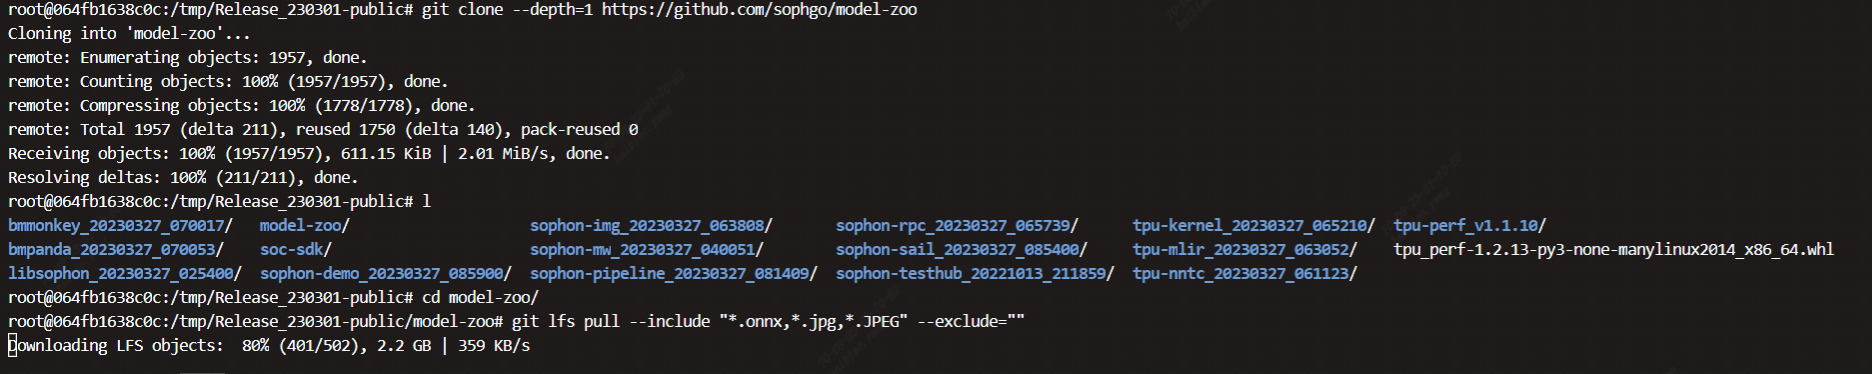 root@064fb1638c0c:/tmp/Release_230301-public# git clone --depth=1 https://github.com/sophgo/model-zoo
Cloning into 'model-zoo'...
remote: Enumerating objects: 1957, done.
remote: Counting objects: 100% (1957/1957), done.
remote: Compressing objects: 100% (1778/1778), done.
remote: Total 1957 (delta 211), reused 1750 (delta 140), pack-reused 0
Receiving objects: 100% (1957/1957), 611.15 KiB | 2.01 MiB/s, done.
Resolving deltas: 100% (211/211), done.
root@064fb1638c0c:/tmp/Release_230301-public# l
bmmonkey_20230327_070017/ model-zoo/ sophon-img_20230327_063808/ sophon-rpc_20230327_065739/ tpu-kernel_20230327_065210/ tpu-perf_v1.1.10/
bmpanda_20230327_070053/ soc-sdk/ sophon-mw_20230327_040051/ sophon-sail_20230327_085400/ tpu-mlir_20230327_063052/ tpu_perf-1.2.13-py3-none-manylinux2014_x86_64.whl
libsophon_20230327_025400/ sophon-demo_20230327_085900/ sophon-pipeline_20230327_081409/ sophon-testhub_20221013_211859/ tpu-nntc_20230327_061123/
root@064fb1638c0c:/tmp/Release_230301-public# cd model-zoo/
root@064fb1638c0c:/tmp/Release_230301-public/model-zoo# git lfs pull --include "*.onnx,*.jpg,*.JPEG" --exclude=""
Downloading LFS objects:  80% (401/502), 2.2 GB | 359 KB/s